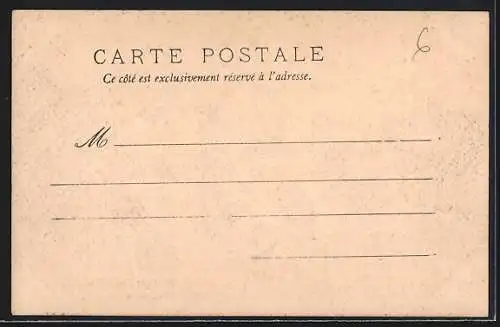 6
CARTE POSTALE
Ce côté est exclusivement réservé à l'adresse.
M